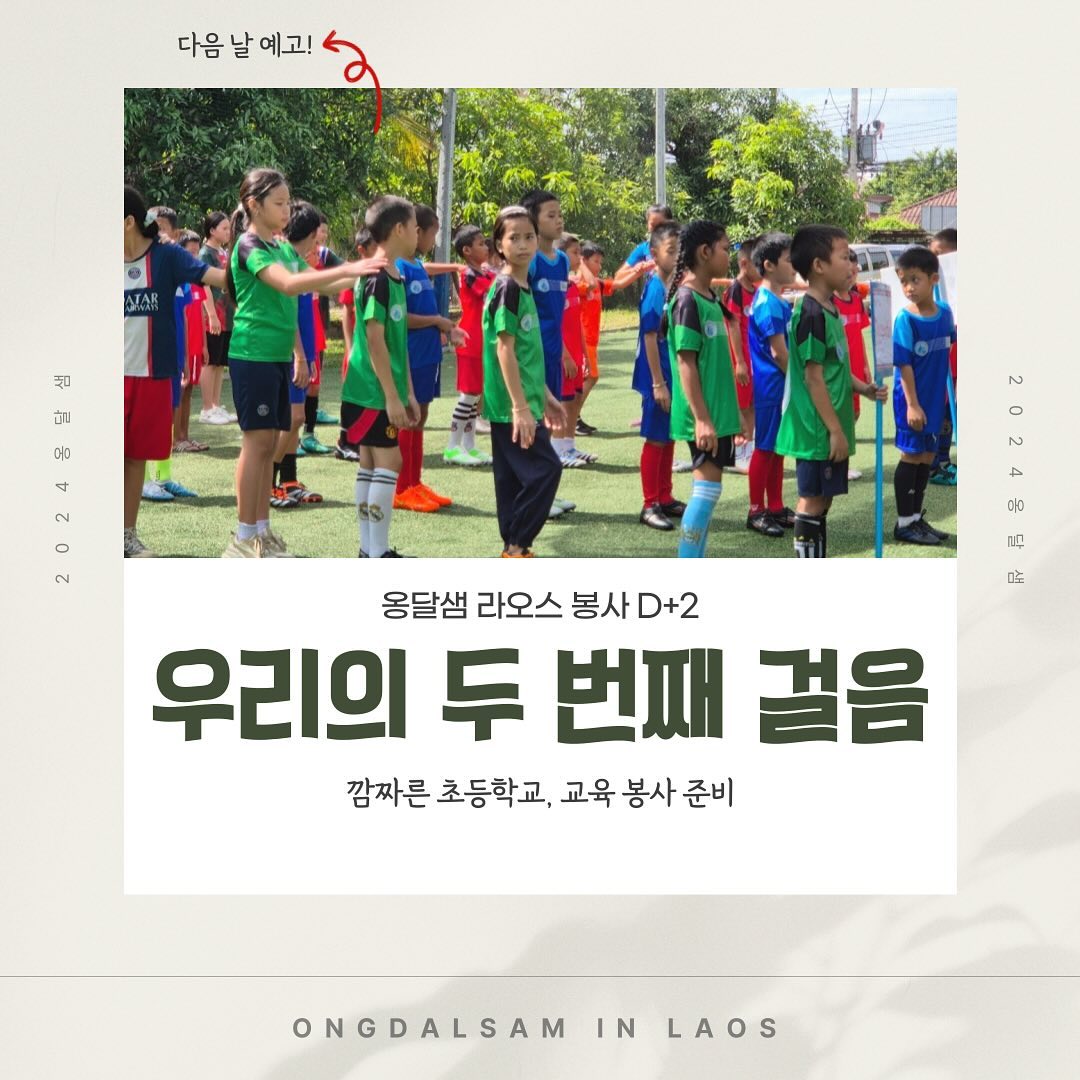 다음 날 예고!
QATAR
AIRWAYS
2024 옹달샘
2024 옹달샘
옹달샘 라오스 봉사 D+2
우리의 두 번째 걸음
깜짜른 초등학교, 교육 봉사 준비
ONGDALSAM IN LAOS